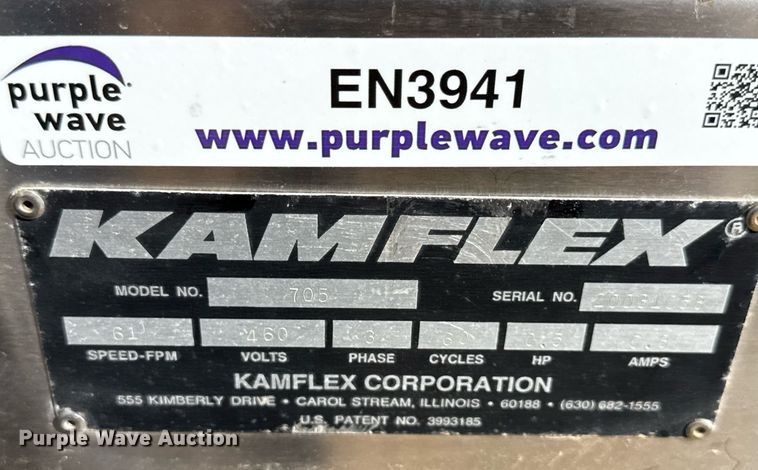 purple wave AUCTION
EN3941
www.purplewave.com
KAMFLEX®
MODEL NO. 705 SERIAL NO.
61 460 3
SPEED-FPM VOLTS PHASE CYCLES HP AMPS
KAMFLEX CORPORATION
555 KIMBERLY DRIVE • CAROL STREAM, ILLINOIS • 60188 • (630) 682-1555
U.S. PATENT NO. 3993185
Purple Wave Auction